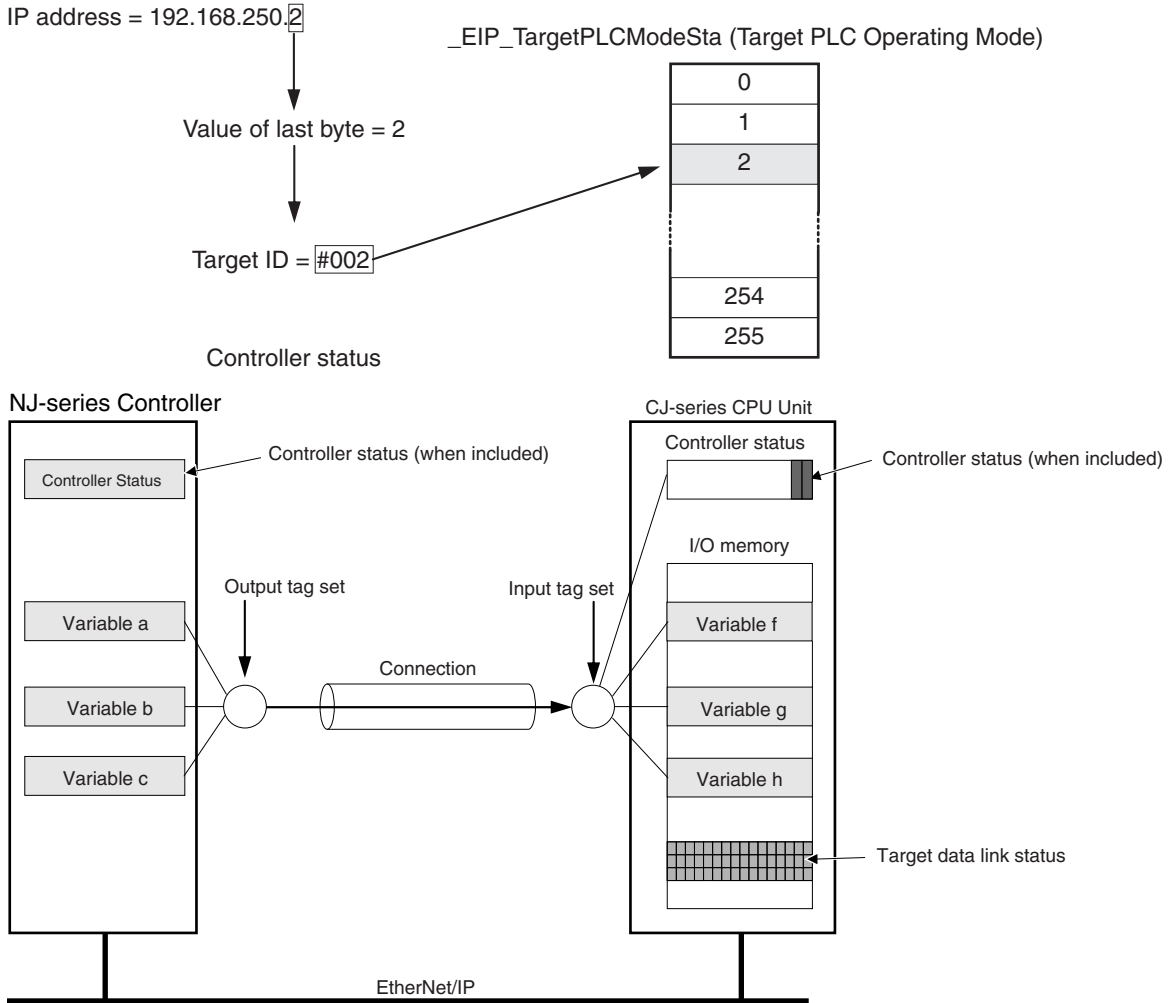 IP address = 192.168.250.2
_EIP_TargetPLCModeSta (Target PLC Operating Mode)
0
1
Value of last byte = 2
2
Target ID = #002
254
255
Controller status
NJ-series Controller
CJ-series CPU Unit
Controller status
Controller status (when included)
Controller status (when included)
Controller Status
I/O memory
Output tag set
Input tag set
Variable a
Variable f
Connection
Variable b
Variable g
Variable c
Variable h
Target data link status
EtherNet/IP